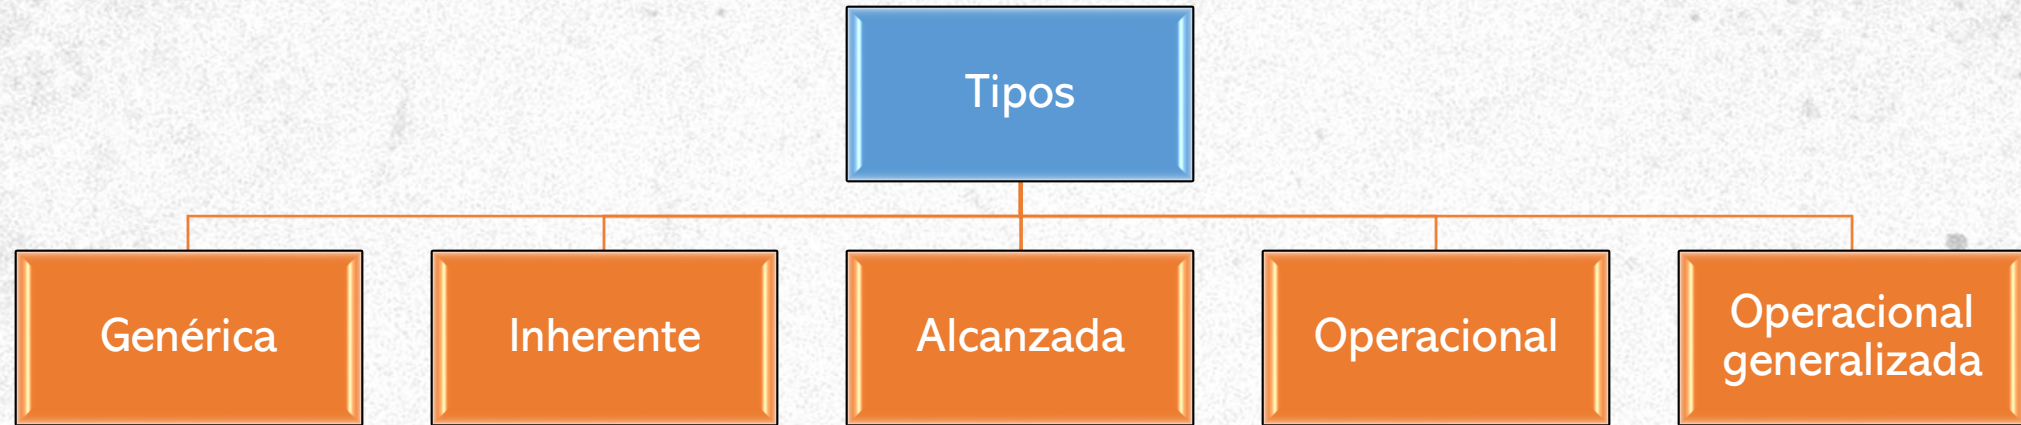 Tipos
Genérica
Inherente
Alcanzada
Operacional
Operacional
generalizada